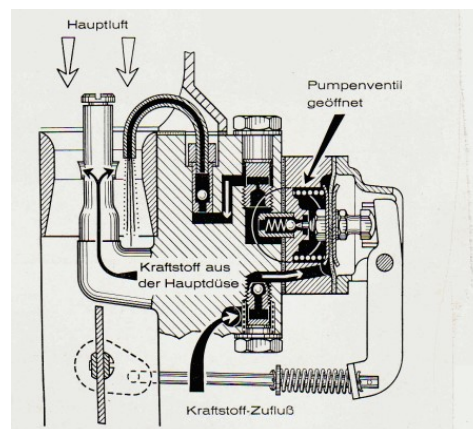 Hauptluft
Pumpenventil
geöffnet
Kraftstoff aus
der Hauptdüse
Kraftstoff-Zufluß